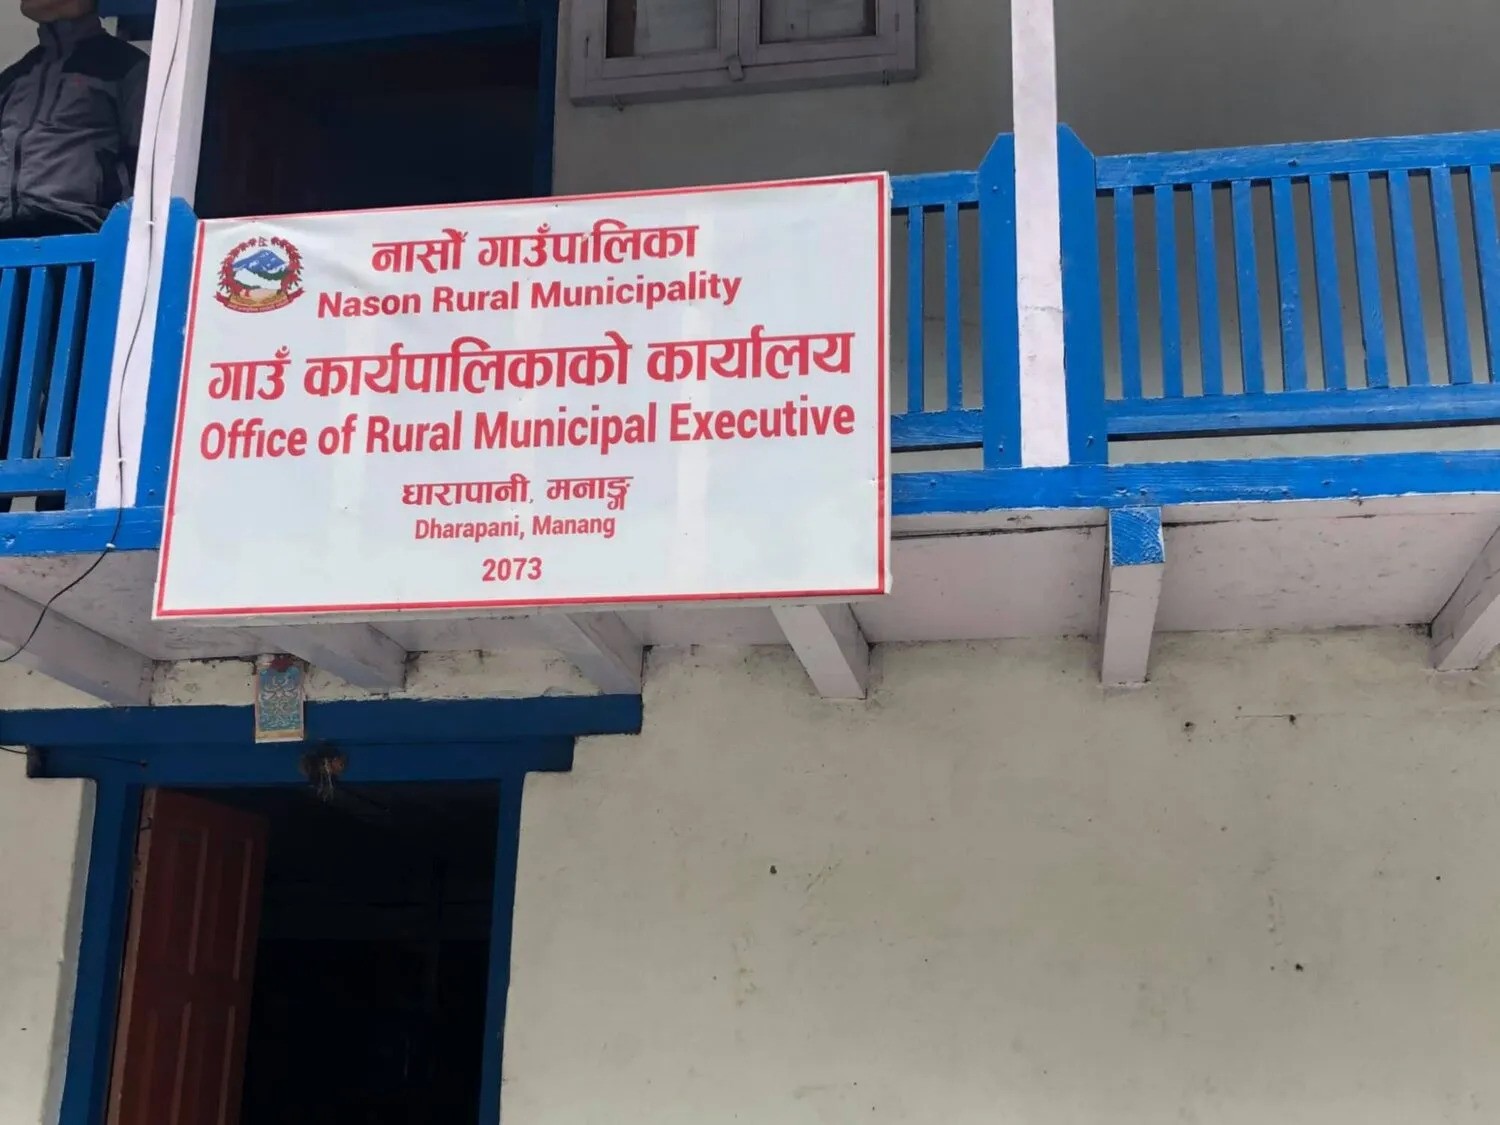 नासोँ गाउँपालिका
Nason Rural Municipality
गाउँ कार्यपालिकाको कार्यालय
Office of Rural Municipal Executive
धारापानी, मनाङ्ग
Dharapani, Manang
2073